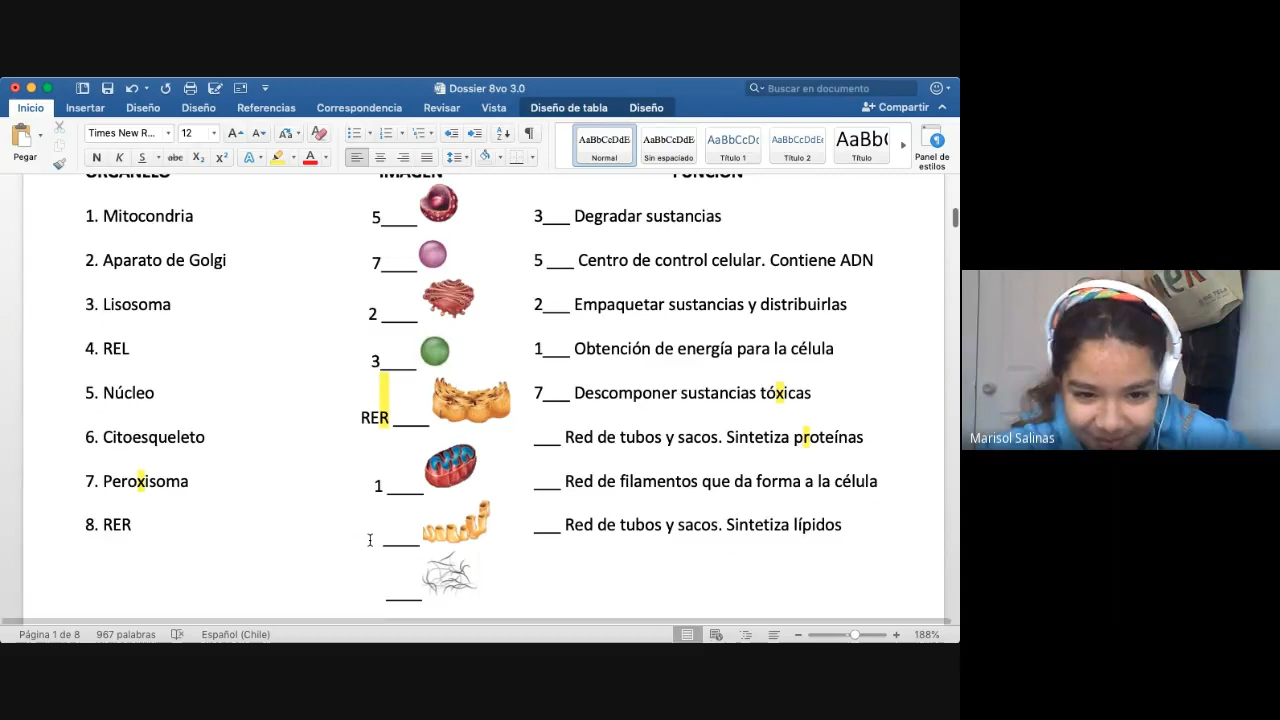 Dossier 8vo 3.0
Buscar en documento
Inicio Insertar Diseño Diseño Referencias Correspondencia Revisar Vista Diseño de tabla Diseño Compartir
Pegar
Times New R... 12
AaBbCcDdE AaBbCcDdE AaBbCcDc AaBbCcDdE AaBb(
Normal Sin espaciado Título 1 Título 2 Título
Panel de estilos
ORGANELO IMAGEN FUNCIÓN
1. Mitocondria 5____ 3___ Degradar sustancias
2. Aparato de Golgi 7____ 5 ___ Centro de control celular. Contiene ADN
3. Lisosoma 2 ____ 2___ Empaquetar sustancias y distribuirlas
4. REL 3____ 1___ Obtención de energía para la célula
5. Núcleo RER ____ 7___ Descomponer sustancias tóxicas
6. Citoesqueleto ___ Red de tubos y sacos. Sintetiza proteínas
7. Peroxisoma 1 ____ ___ Red de filamentos que da forma a la célula
8. RER ____ ___ Red de tubos y sacos. Sintetiza lípidos
____
Página 1 de 8 967 palabras Español (Chile) 188%
Marisol Salinas